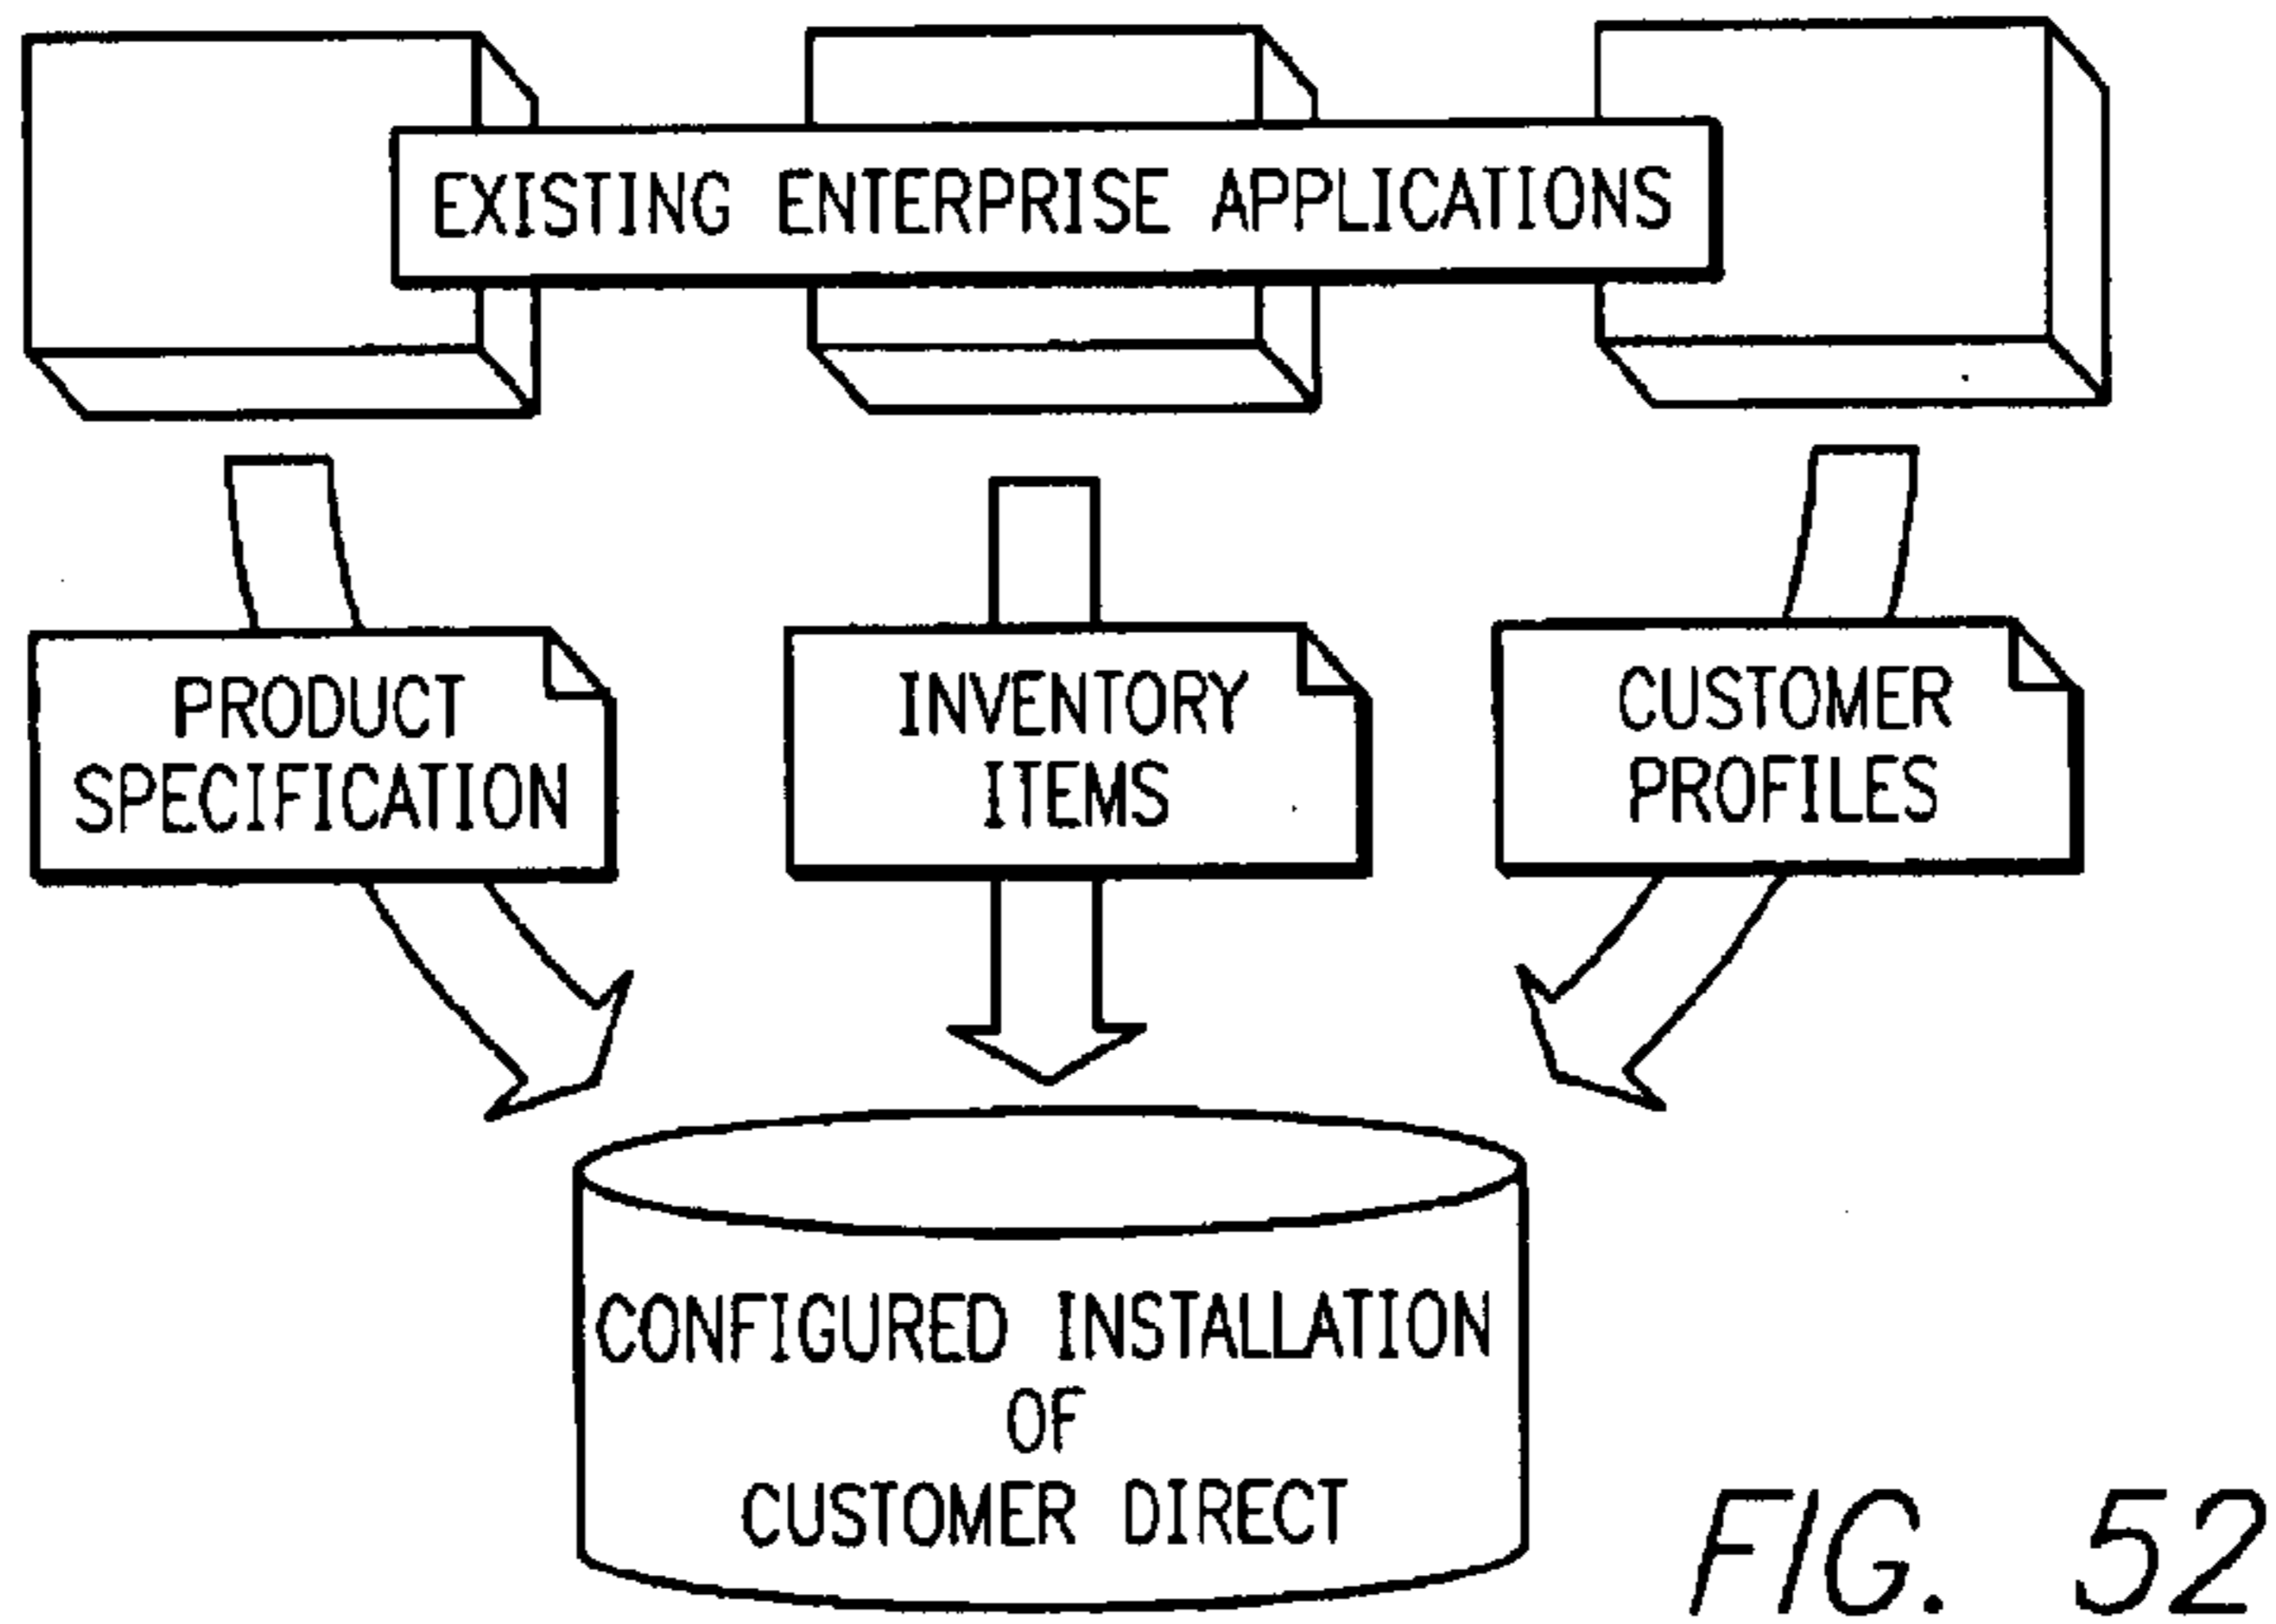 EXISTING ENTERPRISE APPLICATIONS
PRODUCT
SPECIFICATION
INVENTORY
ITEMS
CUSTOMER
PROFILES
CONFIGURED INSTALLATION
OF
CUSTOMER DIRECT
FIG. 52